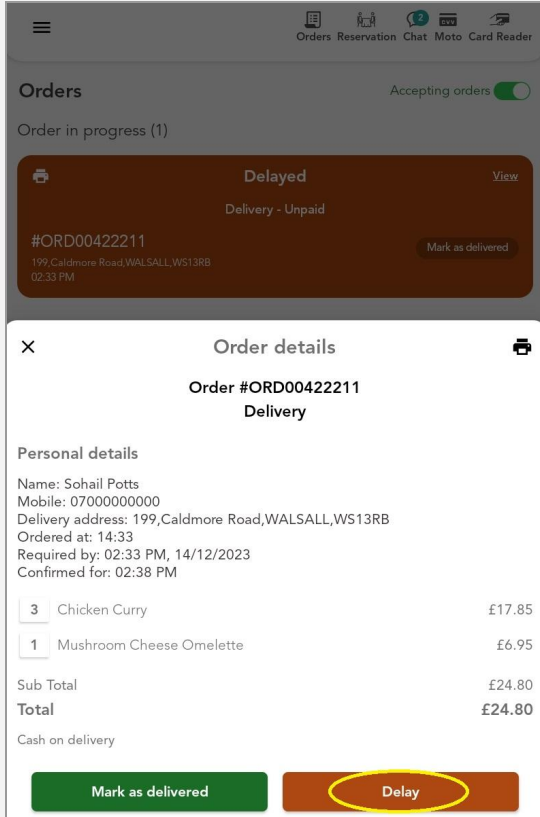 2
CVV
Orders Reservation Chat Moto Card Reader
Orders
Accepting orders
Order in progress (1)
Delayed
View
Delivery - Unpaid
#ORD00422211
Mark as delivered
199,Caldmore Road,WALSALL,WS13RB
02:33 PM
Order details
Order #ORD00422211
Delivery
Personal details
Name: Sohail Potts
Mobile: 07000000000
Delivery address: 199,Caldmore Road,WALSALL,WS13RB
Ordered at: 14:33
Required by: 02:33 PM, 14/12/2023
Confirmed for: 02:38 PM
3 Chicken Curry £17.85
1 Mushroom Cheese Omelette £6.95
Sub Total £24.80
Total £24.80
Cash on delivery
Mark as delivered Delay